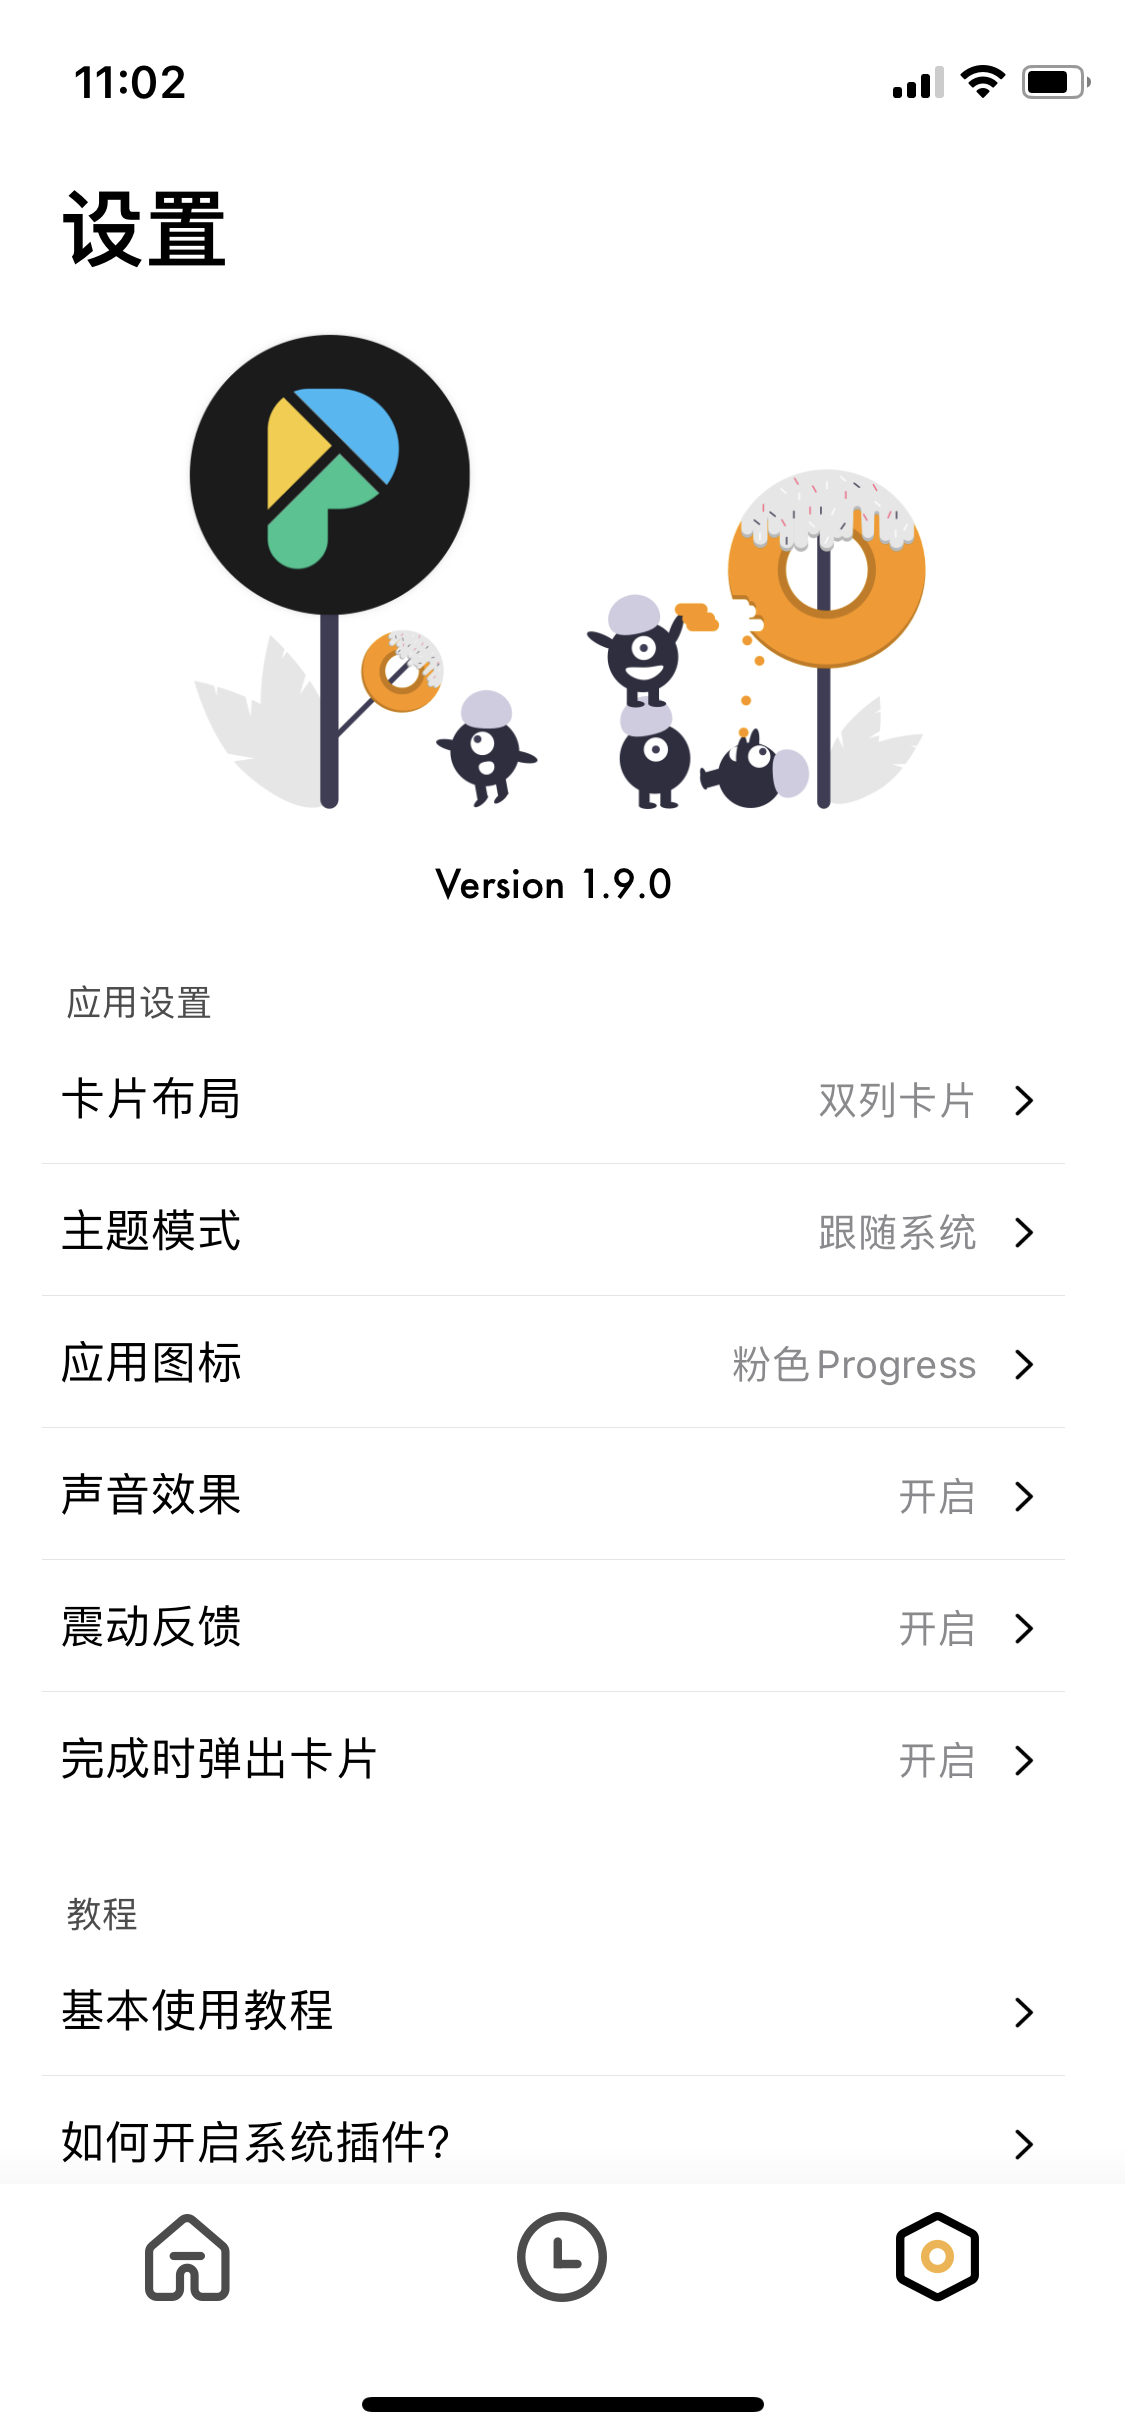 11:02
设置
Version 1.9.0
应用设置
卡片布局 双列卡片
主题模式 跟随系统
应用图标 粉色Progress
声音效果 开启
震动反馈 开启
完成时弹出卡片 开启
教程
基本使用教程
如何开启系统插件?